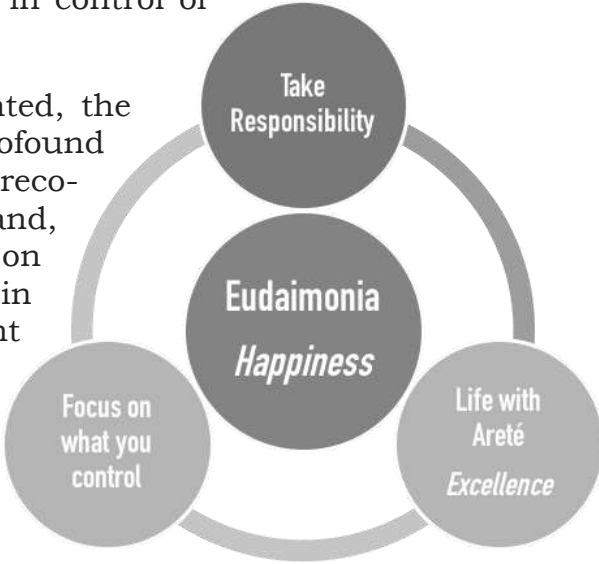 in control of
Take
Responsibility
nted, the
ofound
reco-
and,
on
in
nt
Eudaimonia
Happiness
Focus on
what you
control
Life with
Areté
Excellence